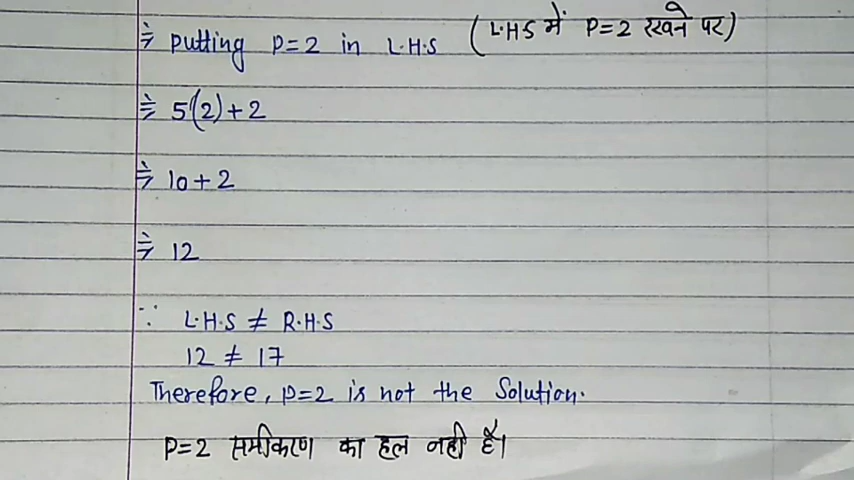 ⇒ putting P=2 in L.H.S (L.H.S में P=2 रखने पर)
⇒ 5(2)+2
⇒ 10+2
⇒ 12
∵ L.H.S ≠ R.H.S
12 ≠ 17
Therefore, p=2 is not the Solution.
P=2 समीकरण का हल नही है।